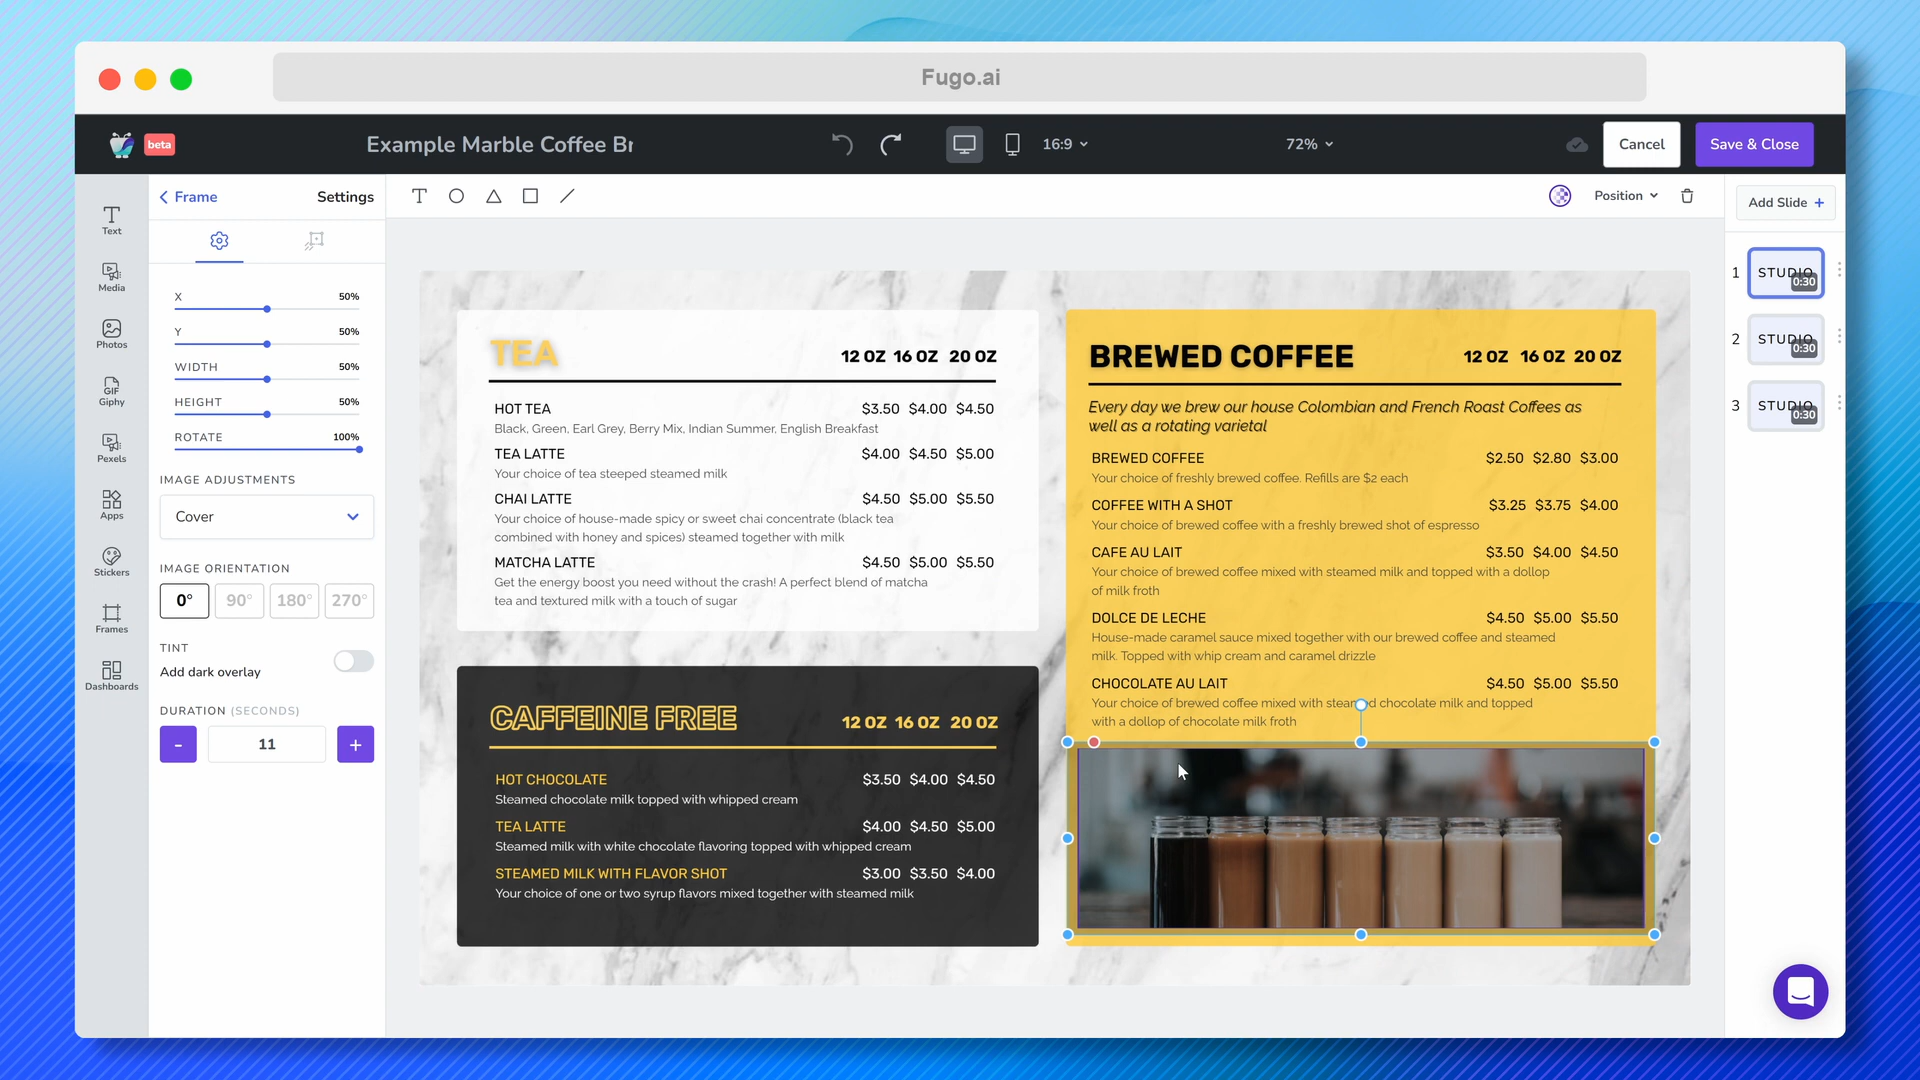 Fugo.ai
beta
Example Marble Coffee Br
16:9
72%
Cancel
Save & Close
Text
Media
Photos
GIF
Giphy
Pexels
Apps
Stickers
Frames
Dashboards
Frame
Settings
X 50%
Y 50%
WIDTH 50%
HEIGHT 50%
ROTATE 100%
IMAGE ADJUSTMENTS
Cover
IMAGE ORIENTATION
0° 90° 180° 270°
TINT
Add dark overlay
DURATION (SECONDS)
- 11 +
Position
TEA
12 OZ 16 OZ 20 OZ
HOT TEA $3.50 $4.00 $4.50
Black, Green, Earl Grey, Berry Mix, Indian Summer, English Breakfast
TEA LATTE $4.00 $4.50 $5.00
Your choice of tea steeped steamed milk
CHAI LATTE $4.50 $5.00 $5.50
Your choice of house-made spicy or sweet chai concentrate (black tea
combined with honey and spices) steamed together with milk
MATCHA LATTE $4.50 $5.00 $5.50
Get the energy boost you need without the crash! A perfect blend of matcha
tea and textured milk with a touch of sugar
CAFFEINE FREE
12 OZ 16 OZ 20 OZ
HOT CHOCOLATE $3.50 $4.00 $4.50
Steamed chocolate milk topped with whipped cream
TEA LATTE $4.00 $4.50 $5.00
Steamed milk with white chocolate flavoring topped with whipped cream
STEAMED MILK WITH FLAVOR SHOT $3.00 $3.50 $4.00
Your choice of one or two syrup flavors mixed together with steamed milk
BREWED COFFEE
12 OZ 16 OZ 20 OZ
Every day we brew our house Colombian and French Roast Coffees as
well as a rotating varietal
BREWED COFFEE $2.50 $2.80 $3.00
Your choice of freshly brewed coffee. Refills are $2 each
COFFEE WITH A SHOT $3.25 $3.75 $4.00
Your choice of brewed coffee with a freshly brewed shot of espresso
CAFE AU LAIT $3.50 $4.00 $4.50
Your choice of brewed coffee mixed with steamed milk and topped with a dollop
of milk froth
DOLCE DE LECHE $4.50 $5.00 $5.50
House-made caramel sauce mixed together with our brewed coffee and steamed
milk. Topped with whip cream and caramel drizzle
CHOCOLATE AU LAIT $4.50 $5.00 $5.50
Your choice of brewed coffee mixed with steamed chocolate milk and topped
with a dollop of chocolate milk froth
Add Slide +
1 STUDIO
0:30
2 STUDIO
0:30
3 STUDIO
0:30